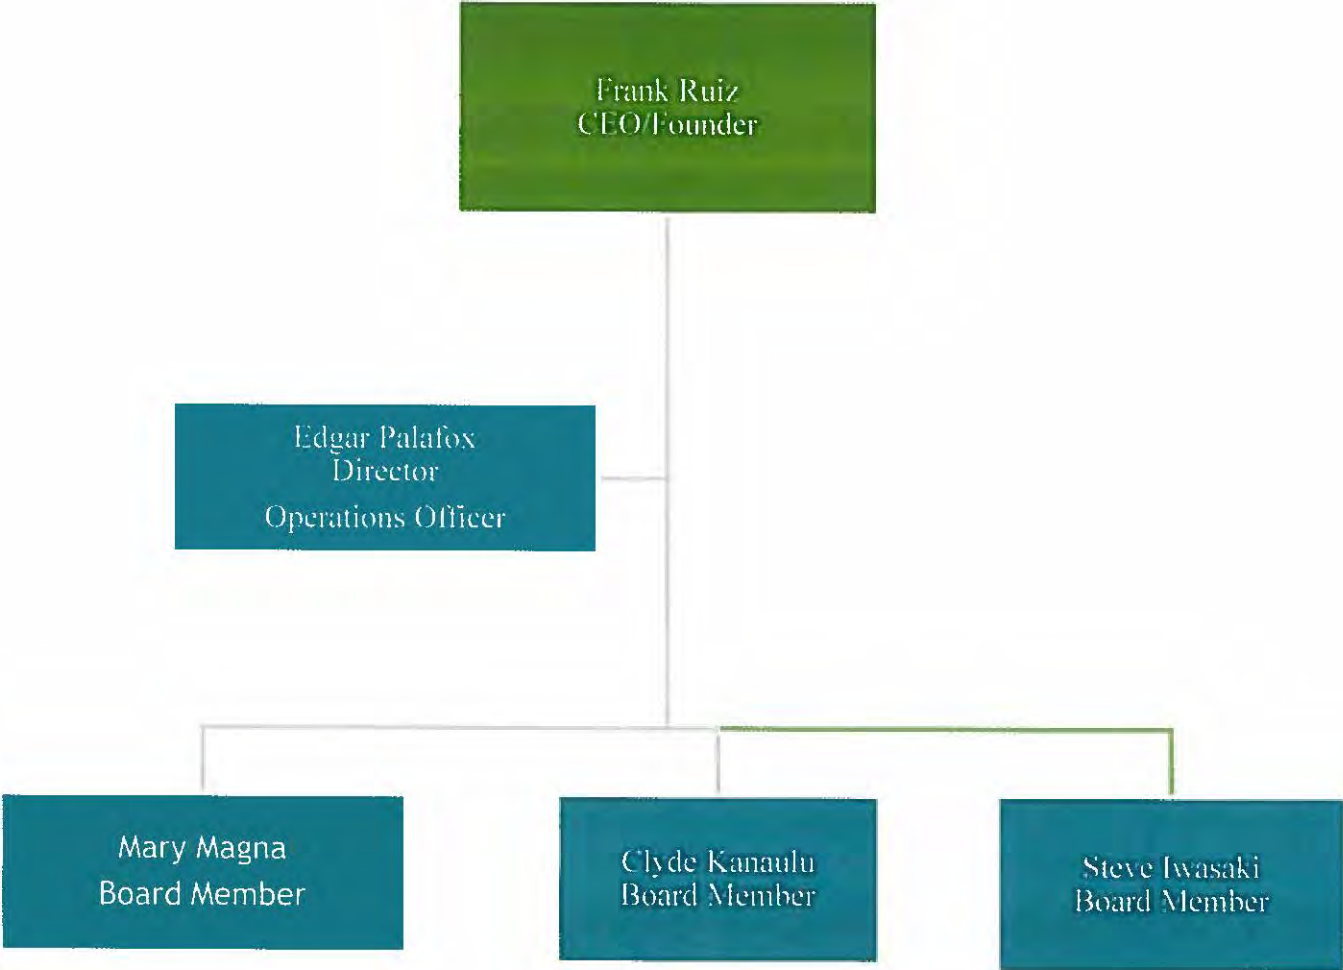 Frank Ruiz
CEO/Founder
Edgar Palafox
Director
Operations Officer
Mary Magna
Board Member
Clyde Kanaulu
Board Member
Steve Iwasaki
Board Member